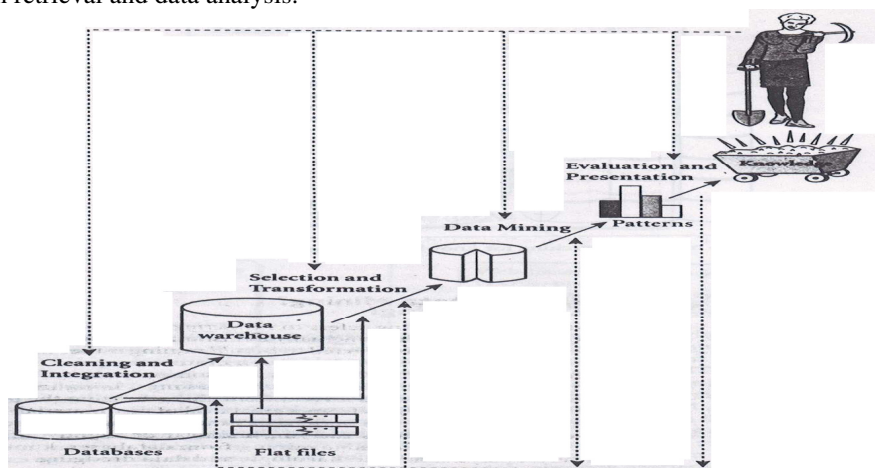 retrieval and data analysis.
Evaluation and
Presentation
Knowledge
Data Mining
Patterns
Selection and
Transformation
Data
warehouse
Cleaning and
Integration
Databases
Flat files